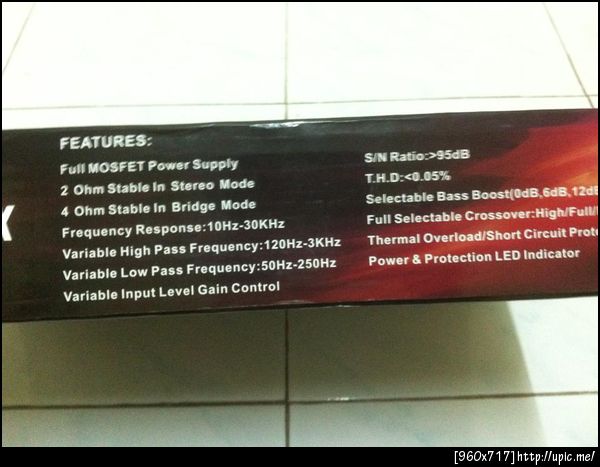 FEATURES:
Full MOSFET Power Supply
2 Ohm Stable In Stereo Mode
4 Ohm Stable In Bridge Mode
Frequency Response:10Hz-30KHz
Variable High Pass Frequency:120Hz-3KHz
Variable Low Pass Frequency:50Hz-250Hz
Variable Input Level Gain Control
S/N Ratio:>95dB
T.H.D:<0.05%
Selectable Bass Boost(0dB,6dB,12dB
Full Selectable Crossover:High/Full/
Thermal Overload/Short Circuit Prote
Power & Protection LED Indicator
[960x717]http://upic.me/